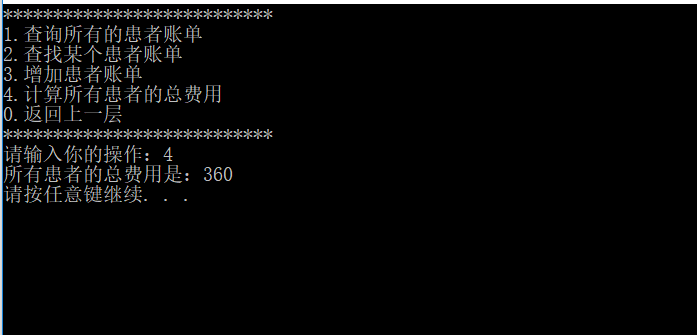 ***************************
1.查询所有的患者账单
2.查找某个患者账单
3.增加患者账单
4.计算所有患者的总费用
0.返回上一层
***************************
请输入你的操作：4
所有患者的总费用是：360
请按任意键继续. . .